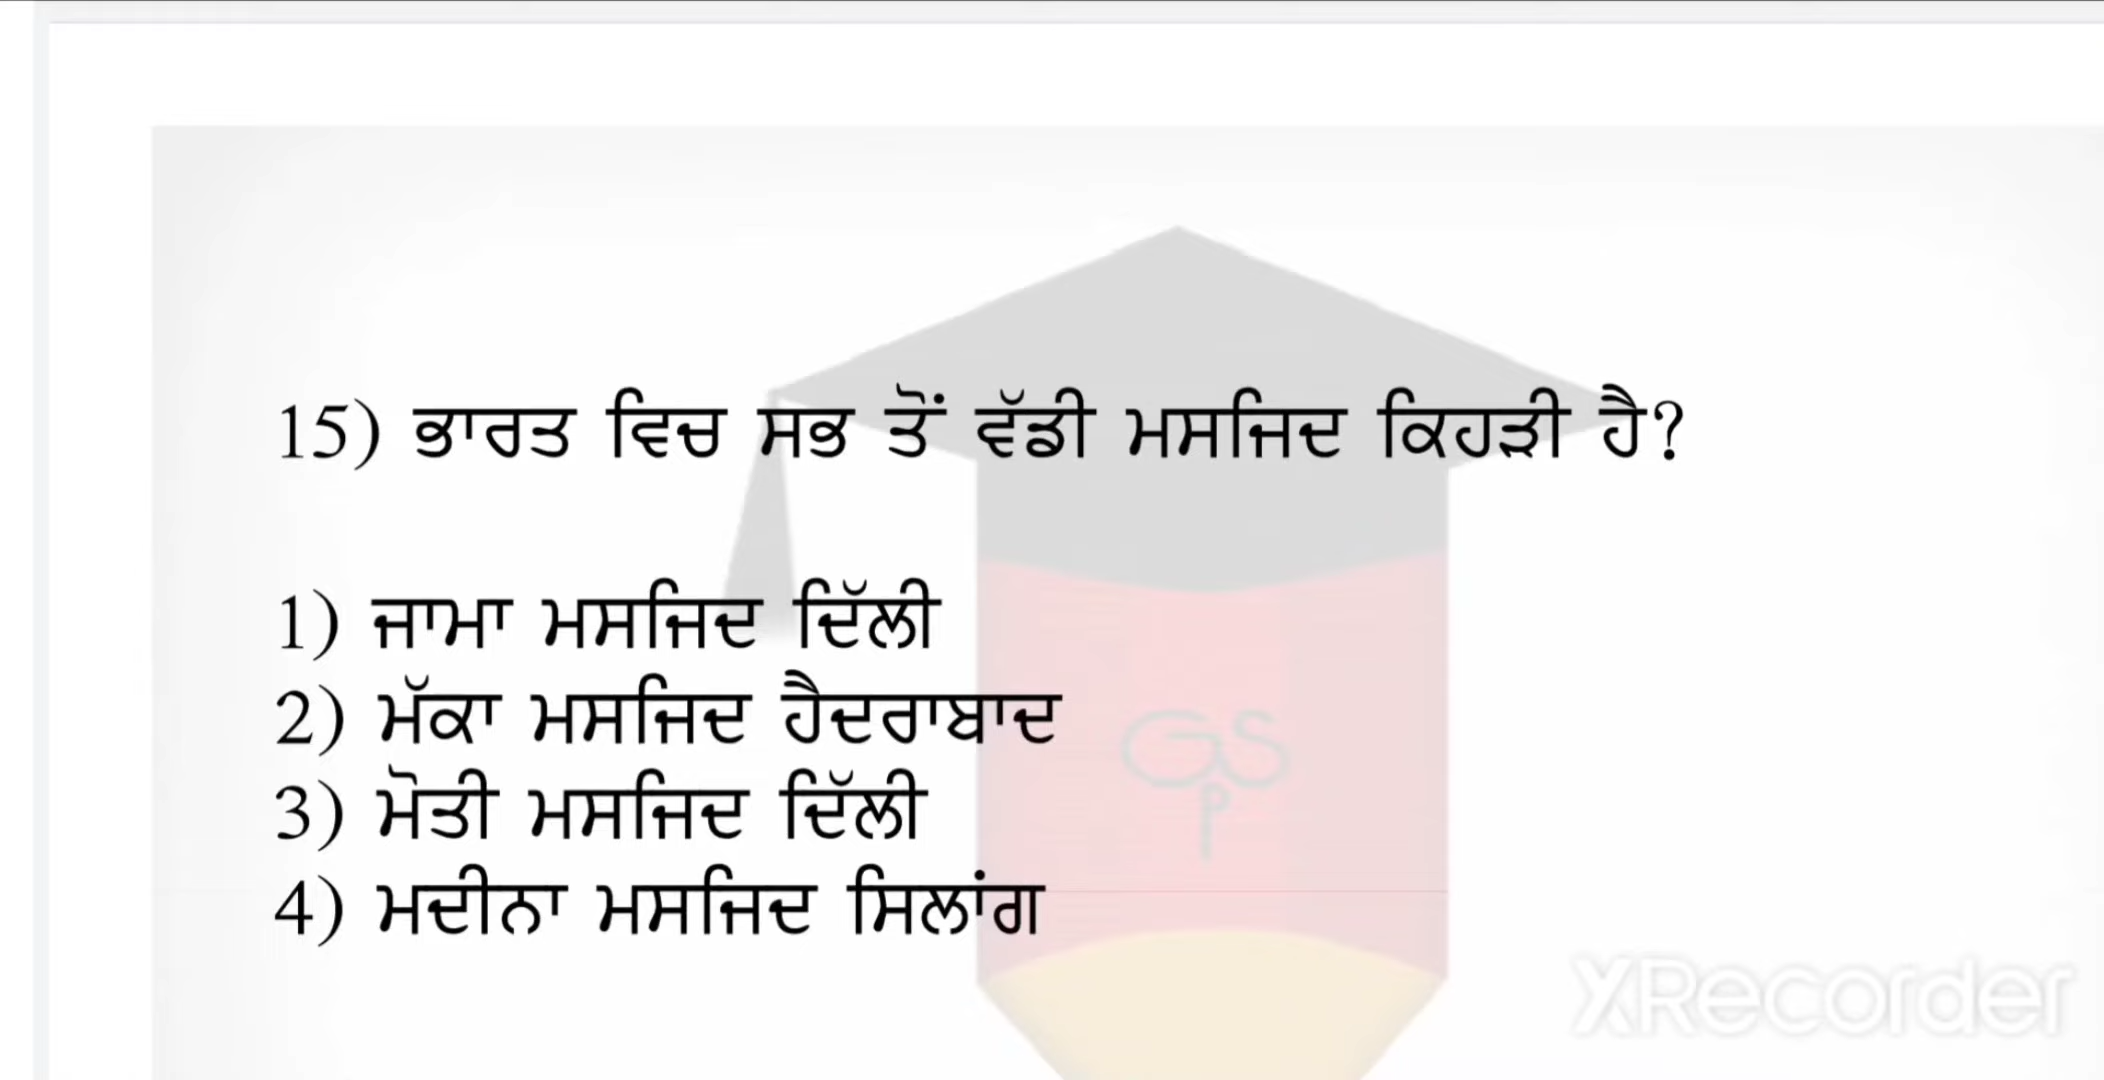 15) ਭਾਰਤ ਵਿਚ ਸਭ ਤੋਂ ਵੱਡੀ ਮਸਜਿਦ ਕਿਹੜੀ ਹੈ?
1) ਜਾਮਾ ਮਸਜਿਦ ਦਿੱਲੀ
2) ਮੱਕਾ ਮਸਜਿਦ ਹੈਦਰਾਬਾਦ
3) ਮੋਤੀ ਮਸਜਿਦ ਦਿੱਲੀ
4) ਮਦੀਨਾ ਮਸਜਿਦ ਸਿਲਾਂਗ
GS
P
XRecorder